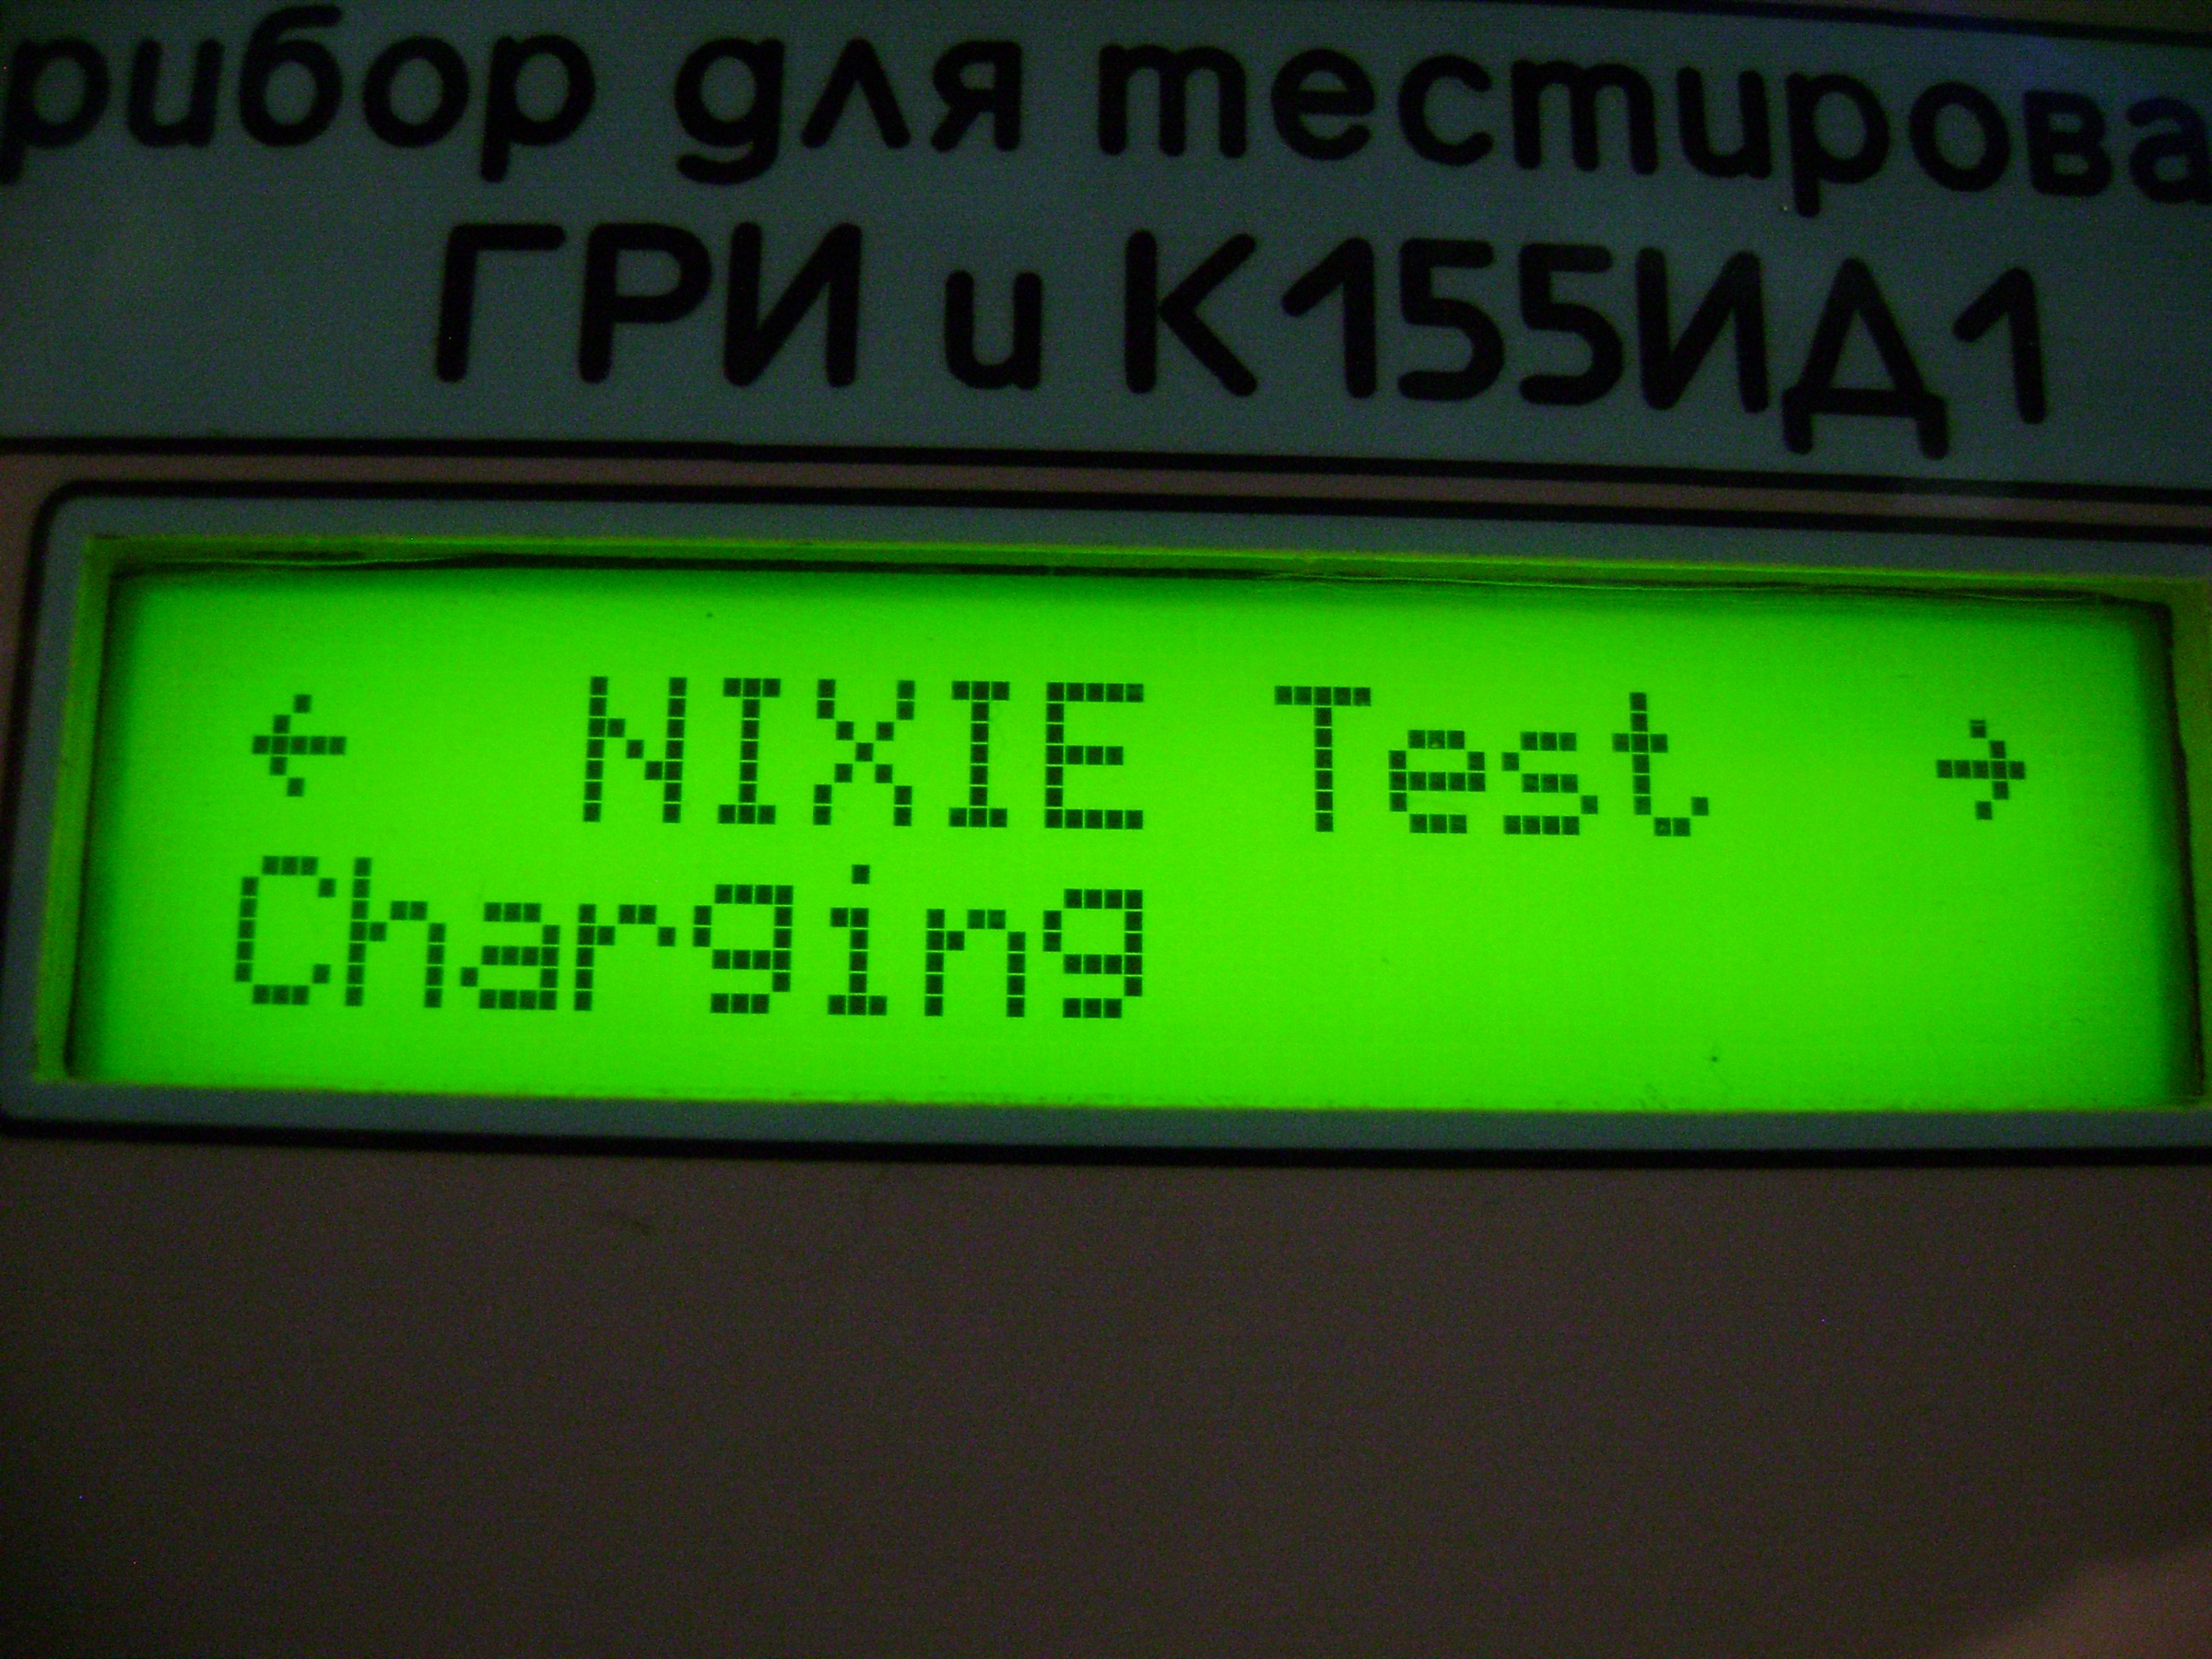 рибор для тестирова
ГРИ и К155ИД1
← NIXIE Test →
Charging